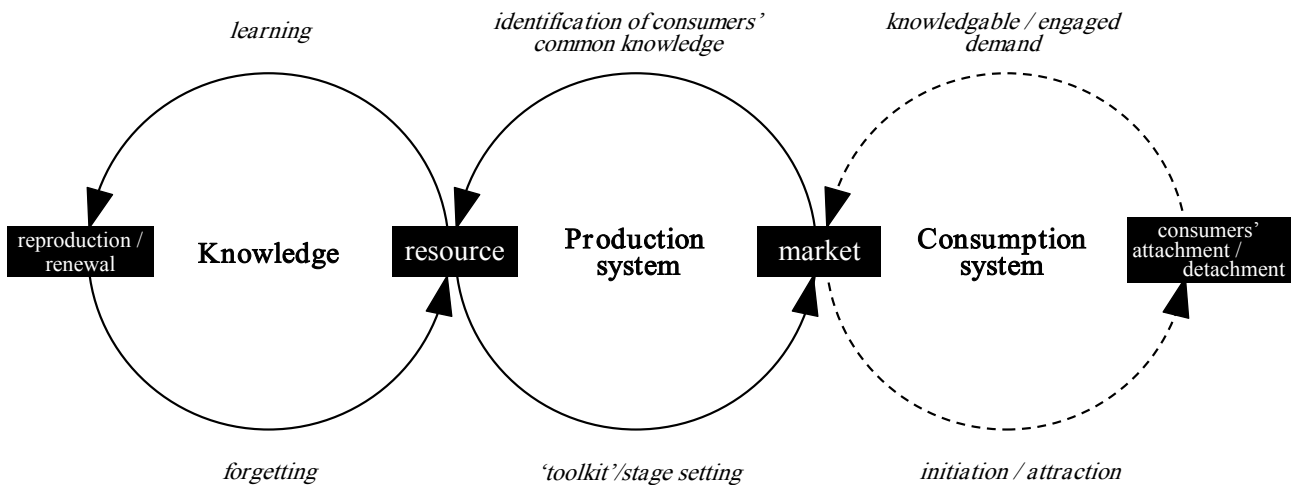 learning
identification of consumers’
common knowledge
knowledgable / engaged
demand
reproduction /
renewal
Knowledge
resource
Production
system
market
Consumption
system
consumers’
attachment /
detachment
forgetting
‘toolkit’/stage setting
initiation / attraction